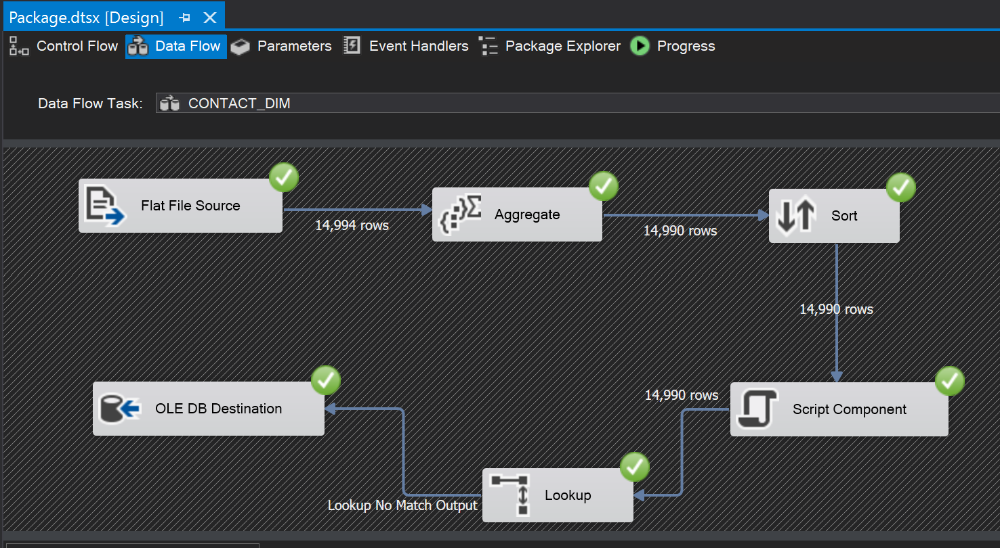 Package.dtsx [Design]
Control Flow Data Flow Parameters Event Handlers Package Explorer Progress
Data Flow Task: CONTACT_DIM
Flat File Source
14,994 rows
Aggregate
14,990 rows
Sort
14,990 rows
Script Component
14,990 rows
Lookup
Lookup No Match Output
OLE DB Destination